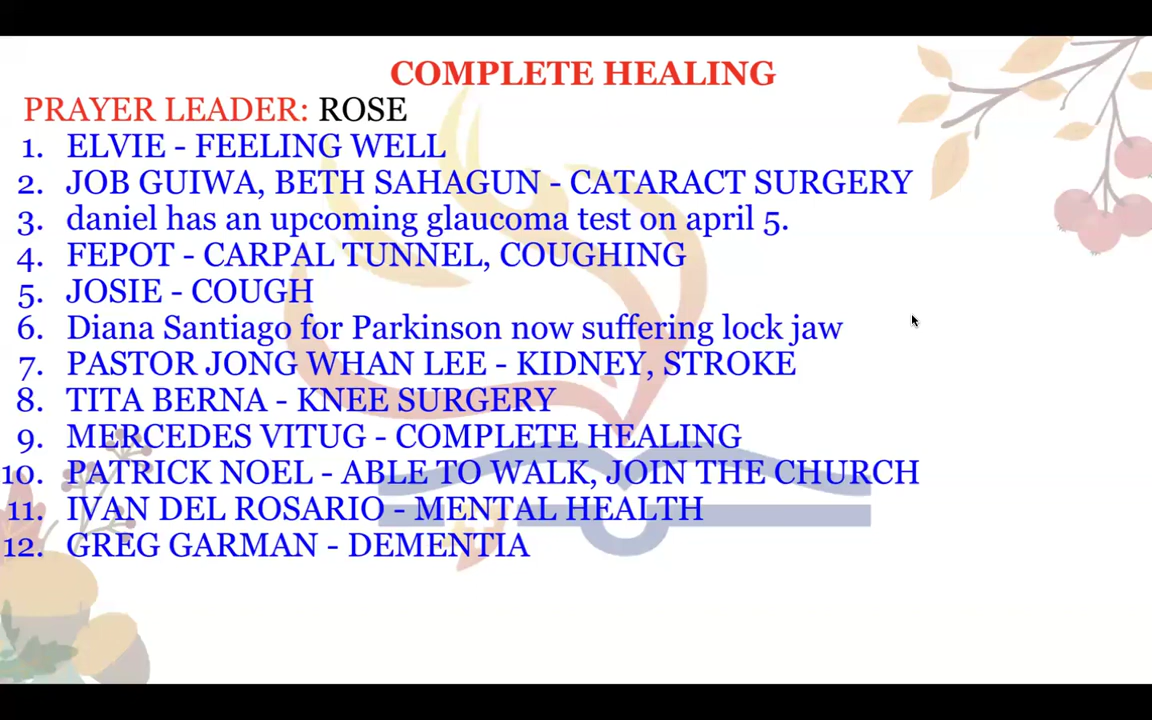 COMPLETE HEALING
PRAYER LEADER: ROSE
1. ELVIE - FEELING WELL
2. JOB GUIWA, BETH SAHAGUN - CATARACT SURGERY
3. daniel has an upcoming glaucoma test on april 5.
4. FEPOT - CARPAL TUNNEL, COUGHING
5. JOSIE - COUGH
6. Diana Santiago for Parkinson now suffering lock jaw
7. PASTOR JONG WHAN LEE - KIDNEY, STROKE
8. TITA BERNA - KNEE SURGERY
9. MERCEDES VITUG - COMPLETE HEALING
10. PATRICK NOEL - ABLE TO WALK, JOIN THE CHURCH
11. IVAN DEL ROSARIO - MENTAL HEALTH
12. GREG GARMAN - DEMENTIA